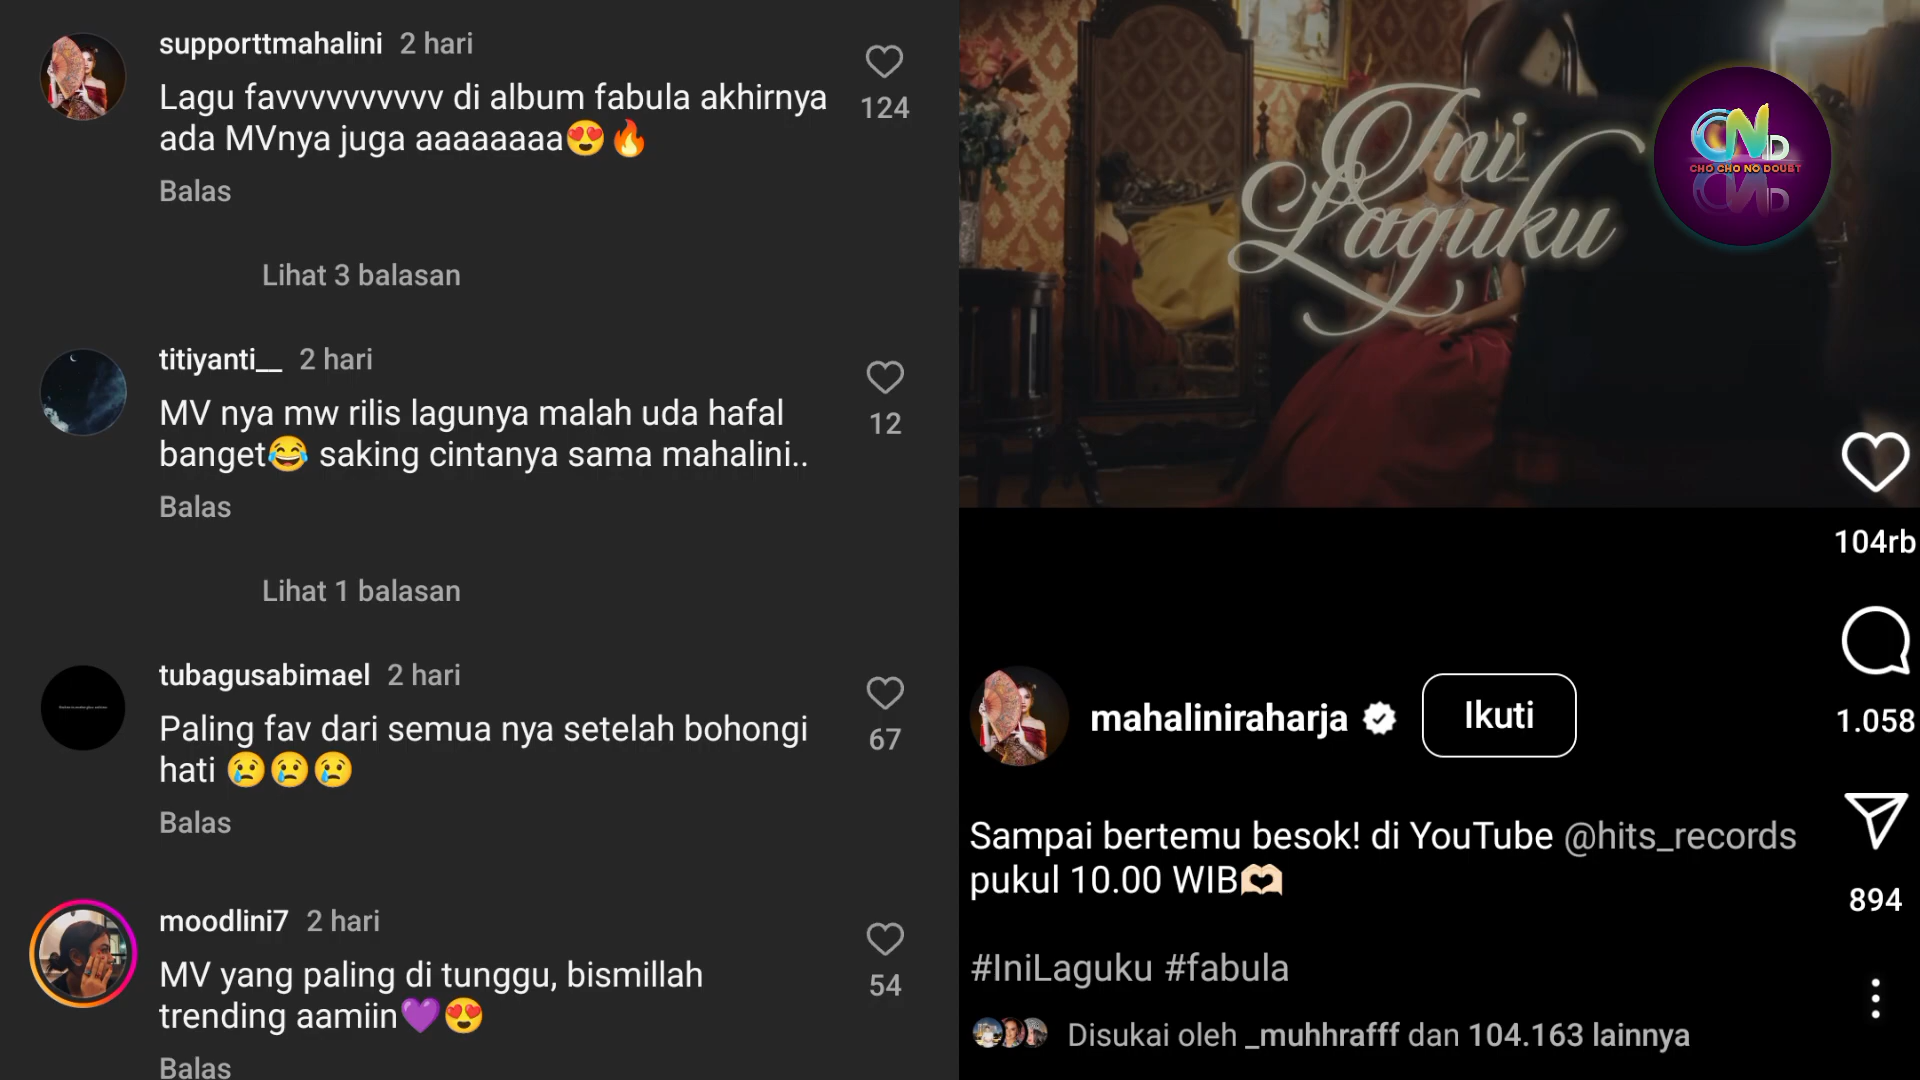 supporttmahalini 2 hari
Lagu favvvvvvvvvv di album fabula akhirnya
ada MVnya juga aaaaaaaa😍🔥
124
Balas
Lihat 3 balasan
titiyanti__ 2 hari
MV nya mw rilis lagunya malah uda hafal
banget😂 saking cintanya sama mahalini..
12
Balas
Lihat 1 balasan
tubagusabimael 2 hari
Paling fav dari semua nya setelah bohongi
hati 😢😢😢
67
Balas
moodlini7 2 hari
MV yang paling di tunggu, bismillah
trending aamiin💜😍
54
Balas
Ini
Laguku
CND
CHO CHO NO DOUBT
104rb
1.058
894
mahaliniraharja Ikuti
Sampai bertemu besok! di YouTube @hits_records
pukul 10.00 WIB🫶🏻
#IniLaguku #fabula
Disukai oleh _muhhrafff dan 104.163 lainnya